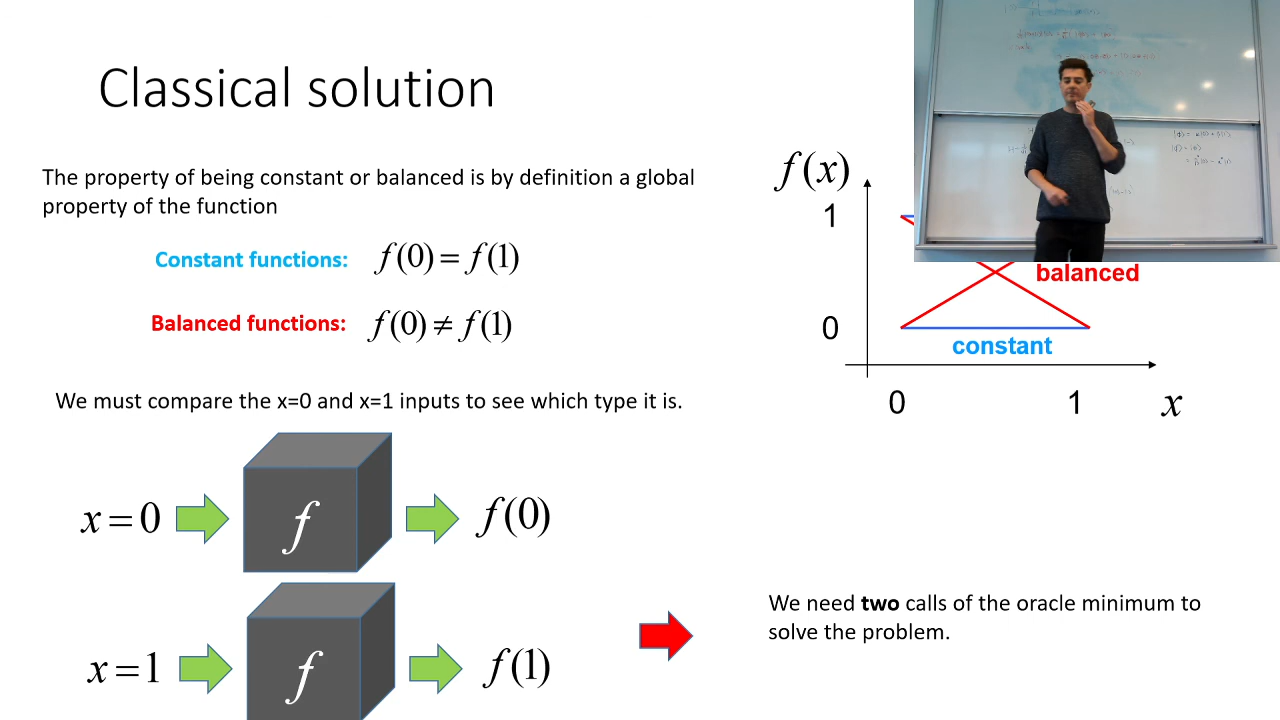 Classical solution
The property of being constant or balanced is by definition a global
property of the function
Constant functions: f(0) = f(1)
Balanced functions: f(0) ≠ f(1)
We must compare the x=0 and x=1 inputs to see which type it is.
x = 0
f
f(0)
x = 1
f
f(1)
f(x)
1
balanced
0
constant
0
1
x
We need two calls of the oracle minimum to
solve the problem.